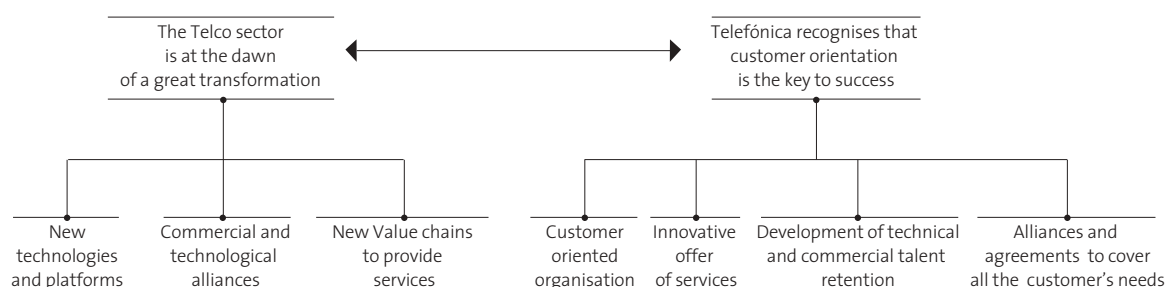 The Telco sector
is at the dawn
of a great transformation
Telefónica recognises that
customer orientation
is the key to success
New
technologies
and platforms
Commercial and
technological
alliances
New Value chains
to provide
services
Customer
oriented
organisation
Innovative
offer
of services
Development of technical
and commercial talent
retention
Alliances and
agreements to cover
all the customer's needs